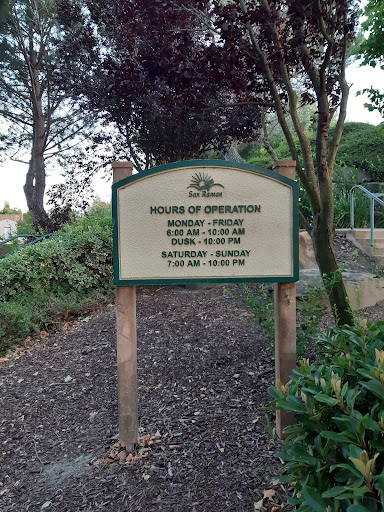 San Ramon
HOURS OF OPERATION
MONDAY - FRIDAY
6:00 AM - 10:00 AM
DUSK - 10:00 PM
SATURDAY - SUNDAY
7:00 AM - 10:00 PM